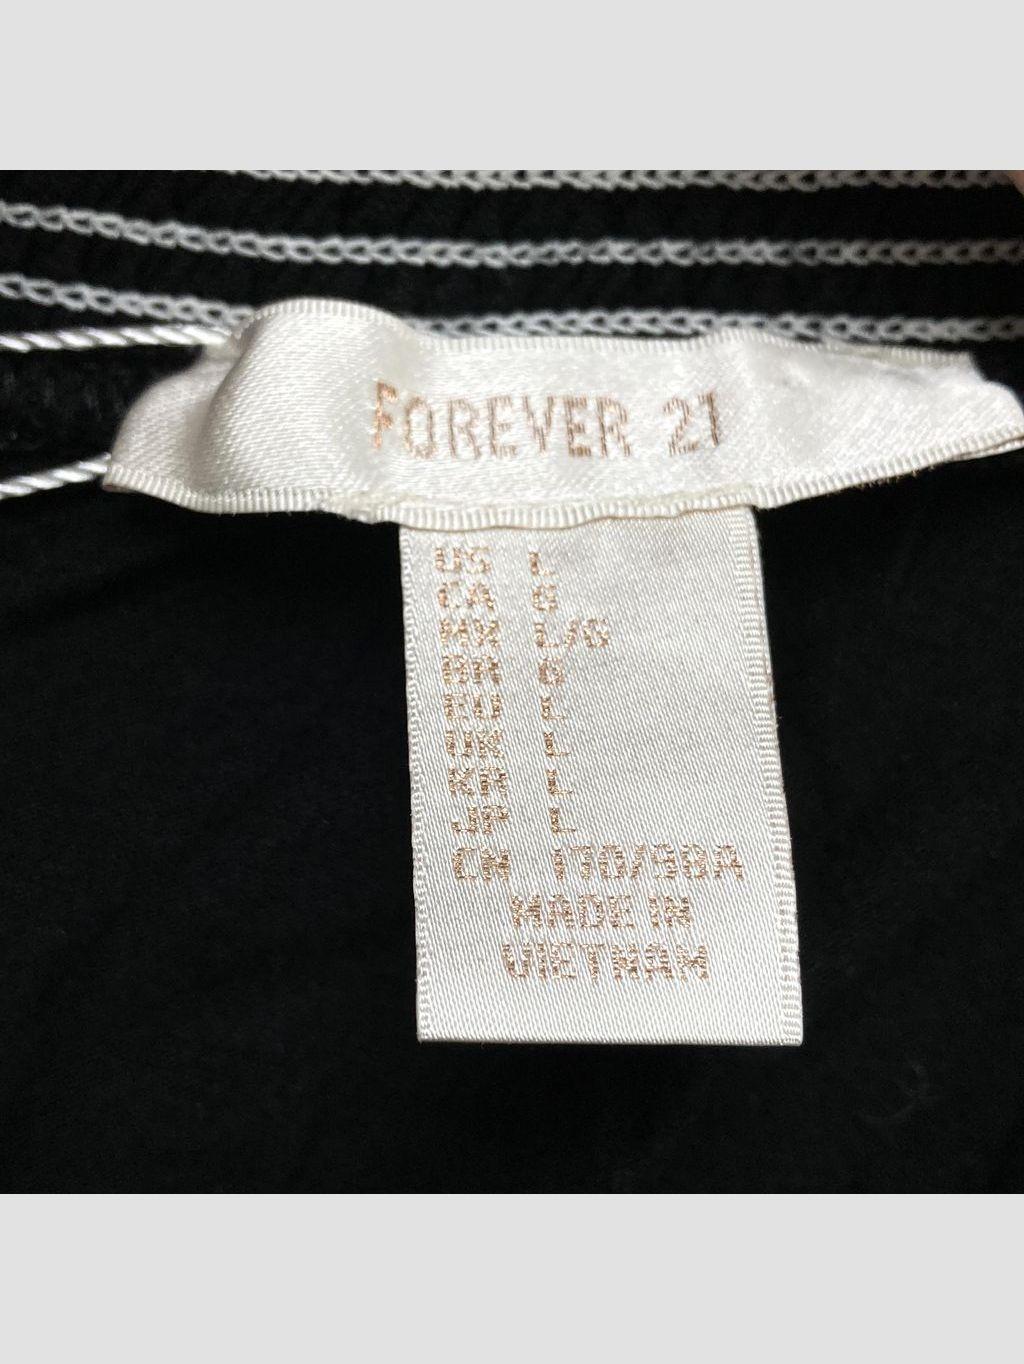 FOREVER 21
US L
CA G
MX L/G
BR G
EU L
UK L
KR L
JP L
CN 170/98A
MADE IN
VIETNAM